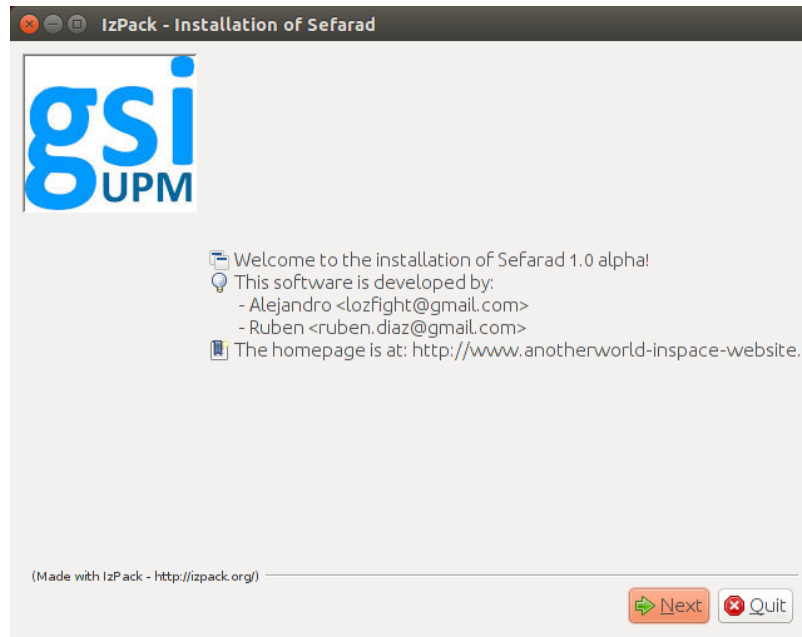 IzPack - Installation of Sefarad
gsi
UPM
Welcome to the installation of Sefarad 1.0 alpha!
This software is developed by:
- Alejandro <lozfight@gmail.com>
- Ruben <ruben.diaz@gmail.com>
The homepage is at: http://www.anotherworld-inspace-website.
(Made with IzPack - http://izpack.org/)
Next Quit